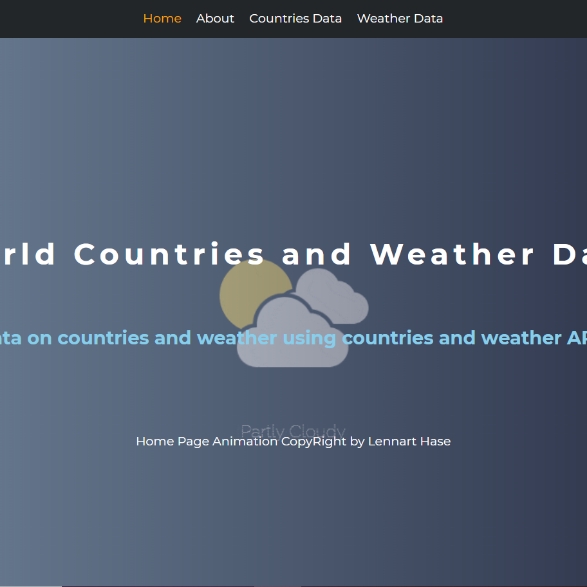 Home About Countries Data Weather Data
rld Countries and Weather Da
ta on countries and weather using countries and weather AP
Partly Cloudy
Home Page Animation CopyRight by Lennart Hase